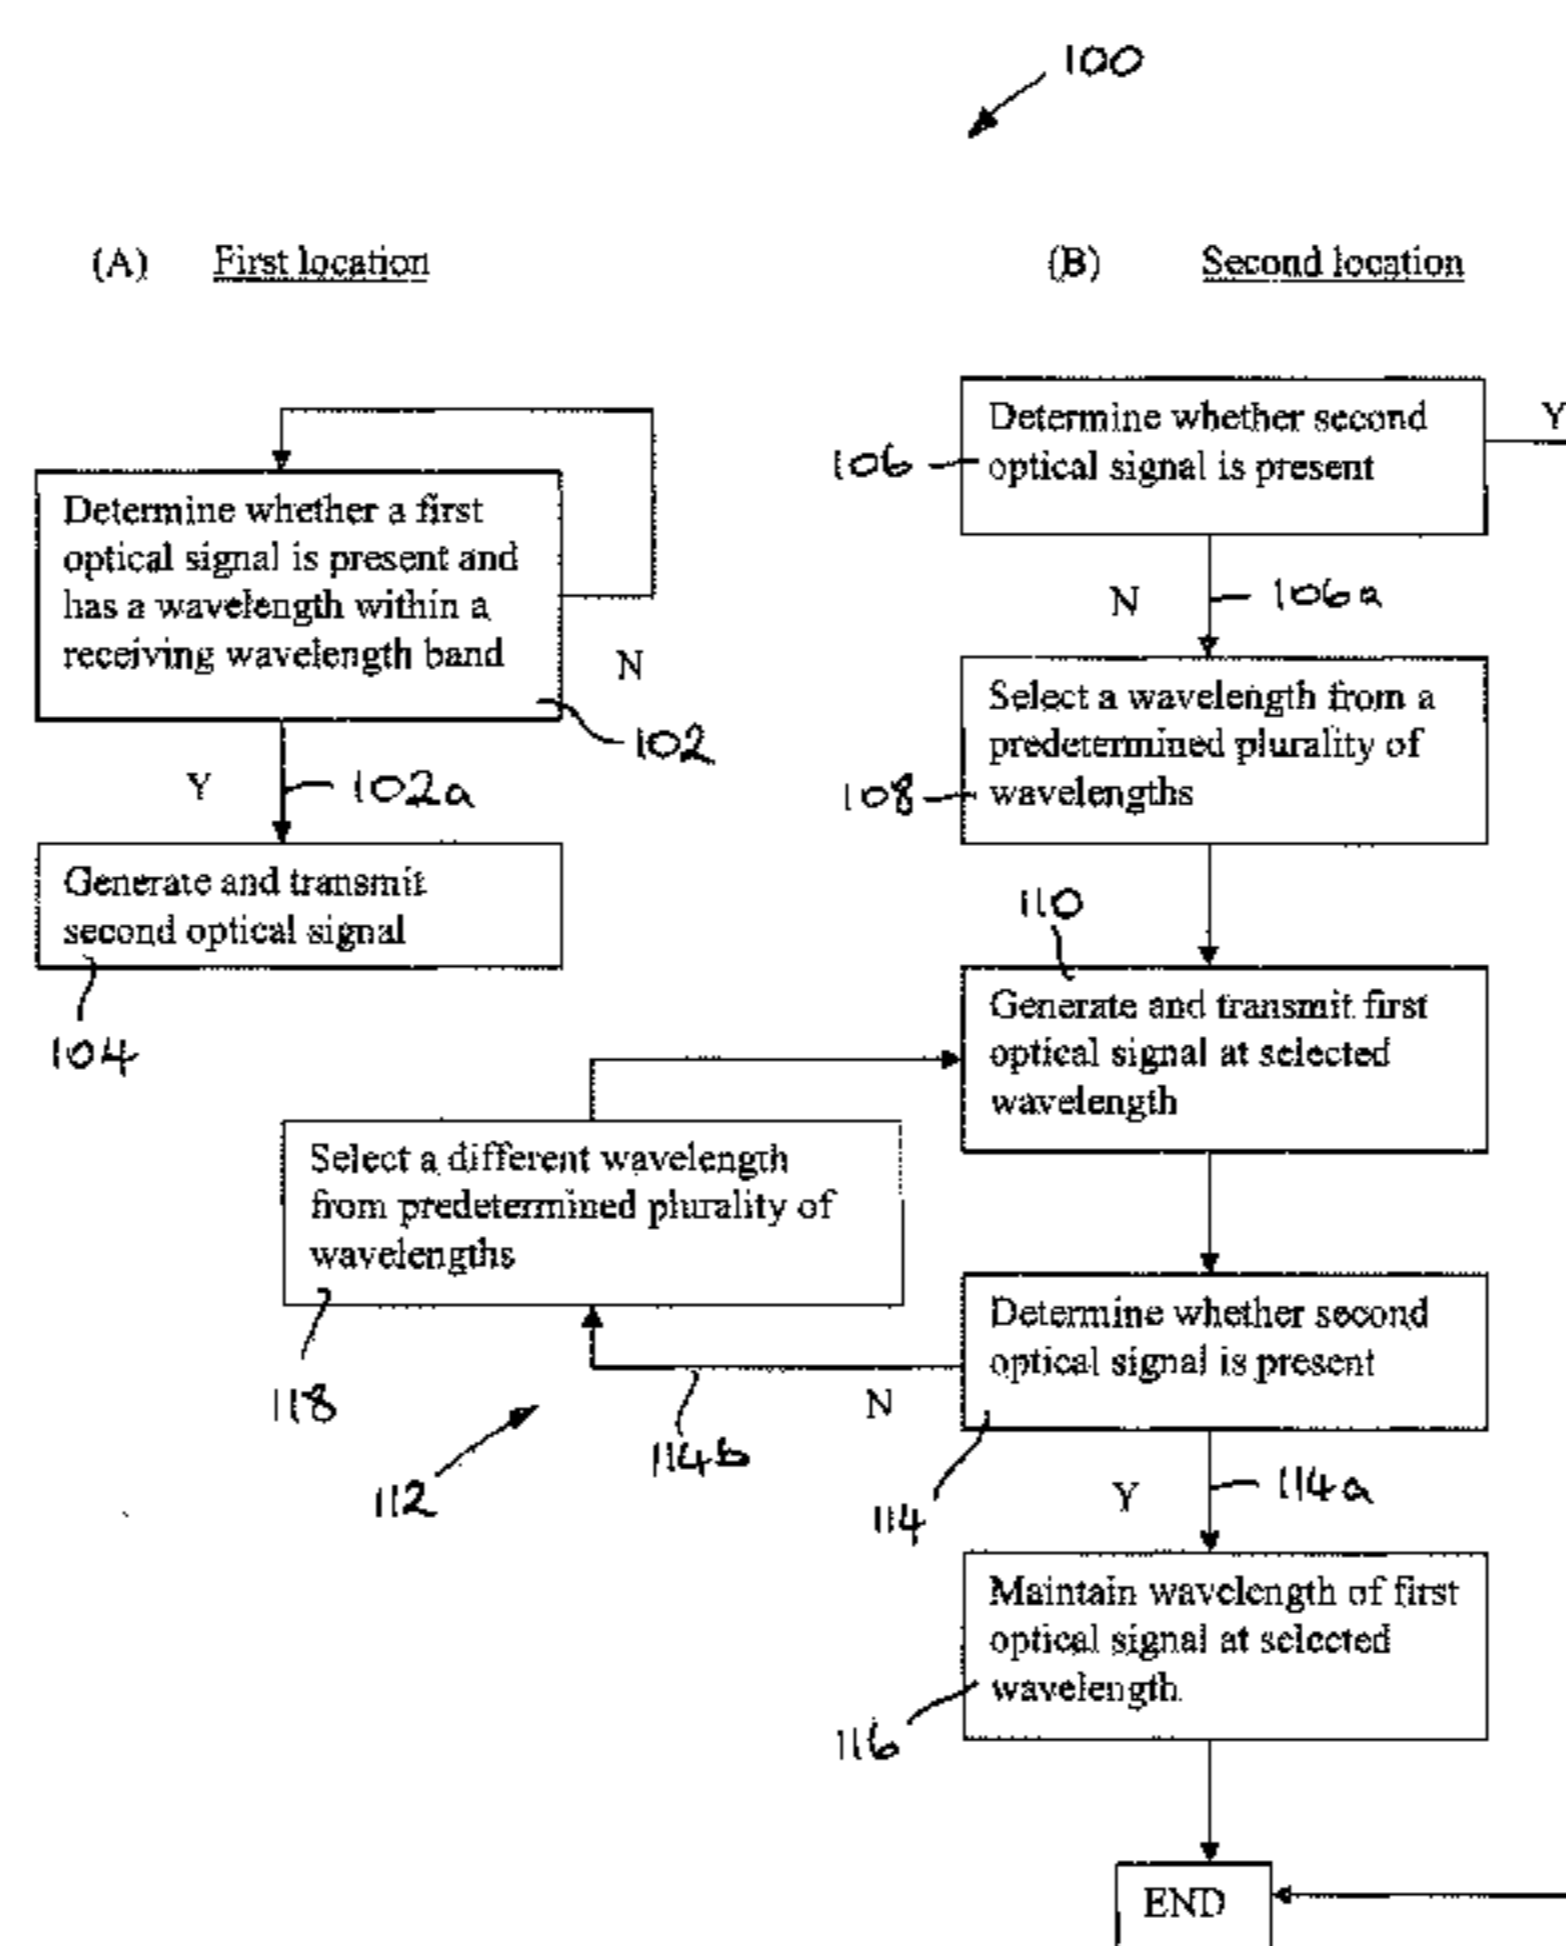 100
(A) First location
(B) Second location
Determine whether a first
optical signal is present and
has a wavelength within a
receiving wavelength band
N
102
Y
102a
Generate and transmit
second optical signal
104
Determine whether second
optical signal is present
Y
106
N
106a
Select a wavelength from a
predetermined plurality of
wavelengths
108
110
Generate and transmit first
optical signal at selected
wavelength
Select a different wavelength
from predetermined plurality of
wavelengths
118
112
Determine whether second
optical signal is present
N
114b
114
Y
114a
Maintain wavelength of first
optical signal at selected
wavelength
116
END